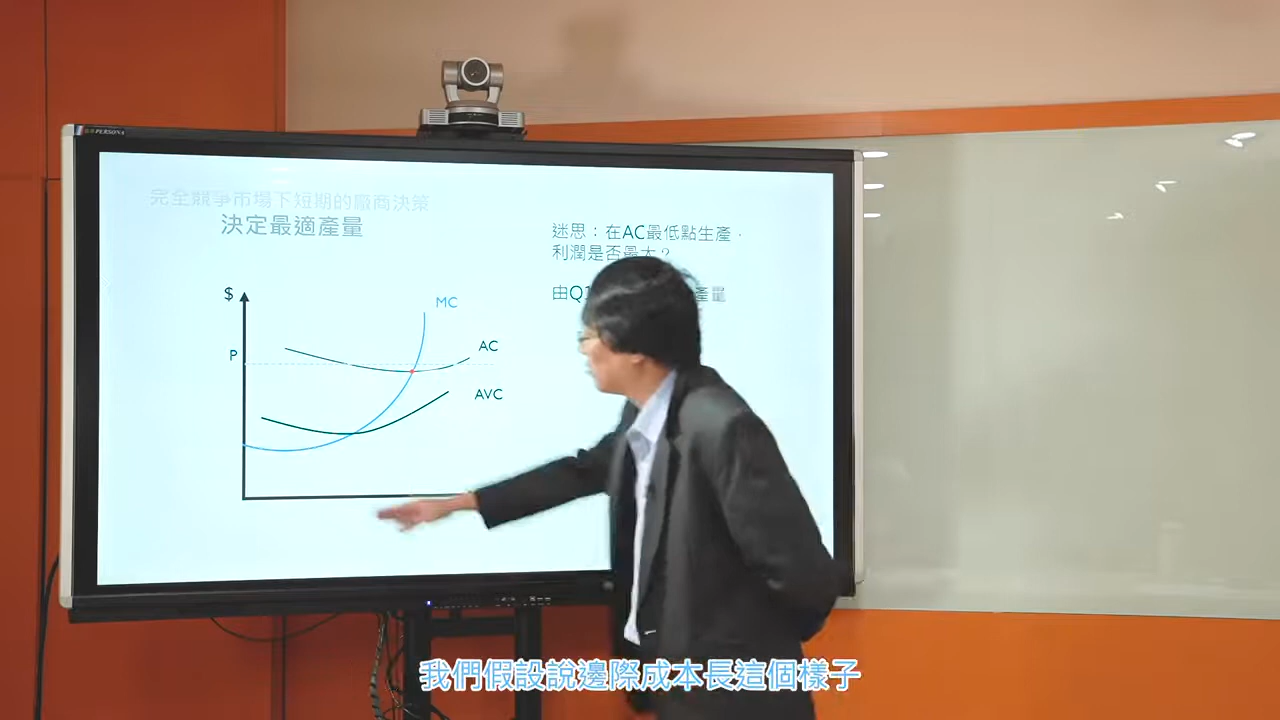 PERSONA
完全競爭市場下短期的廠商決策
決定最適產量
迷思：在AC最低點生產，
利潤是否最大？
由Q1
產量
$
MC
P
AC
AVC
我們假設說邊際成本長這個樣子